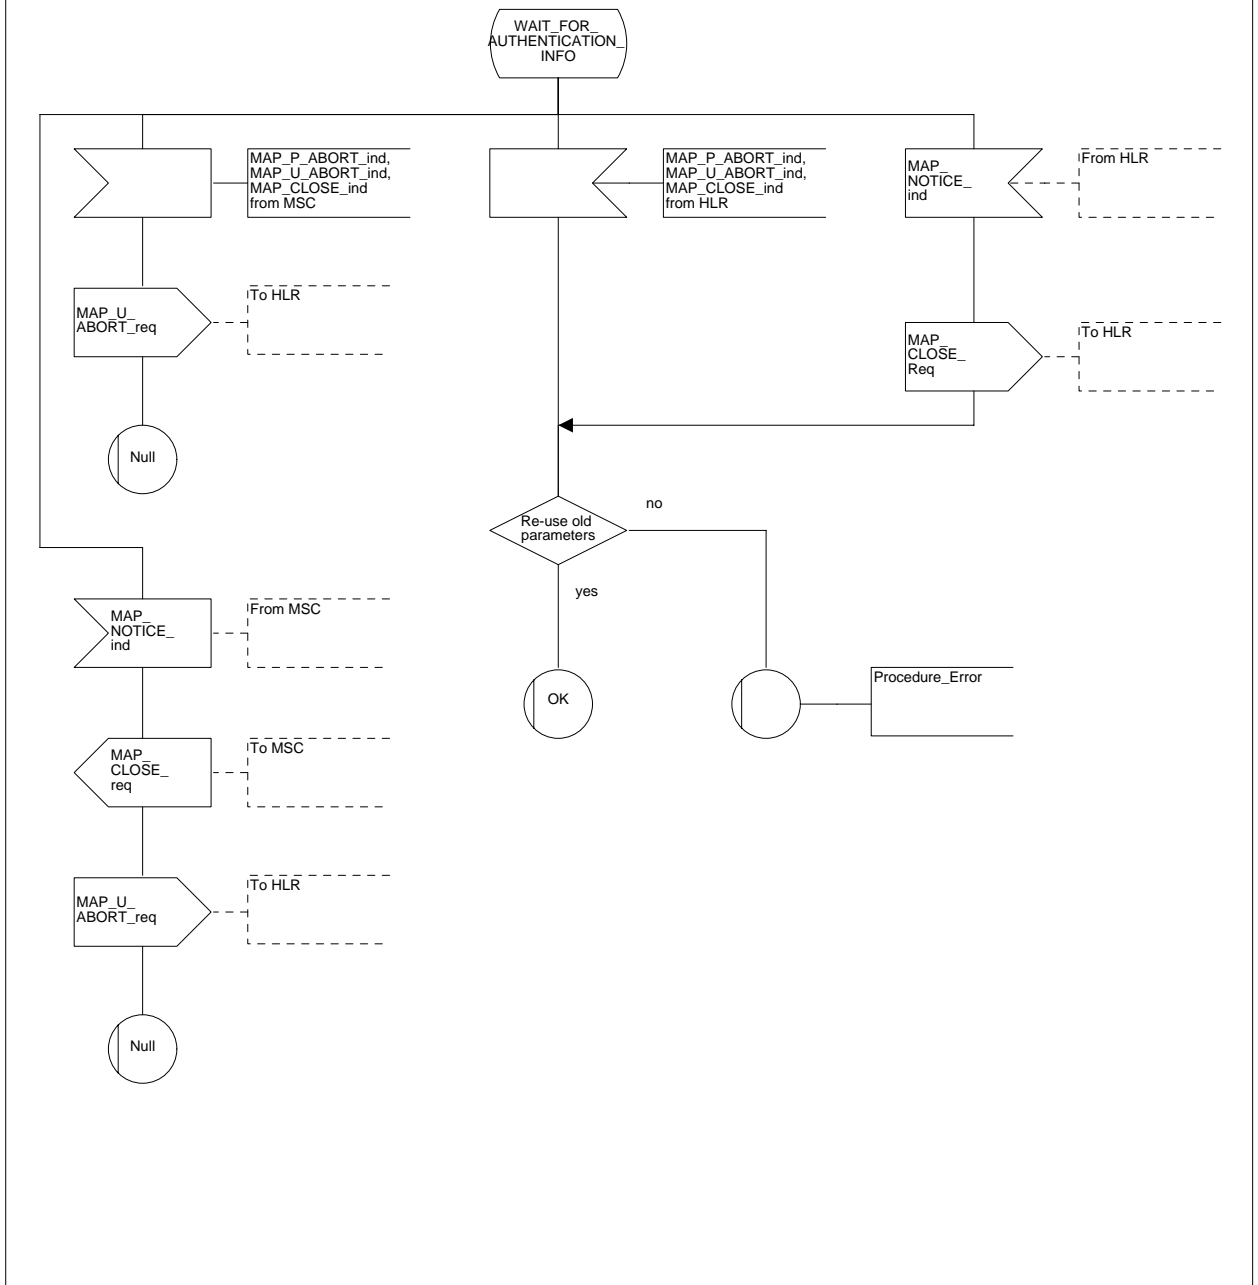 WAIT_FOR_
AUTHENTICATION_
INFO
MAP_P_ABORT_ind,
MAP_U_ABORT_ind,
MAP_CLOSE_ind
from MSC
MAP_P_ABORT_ind,
MAP_U_ABORT_ind,
MAP_CLOSE_ind
from HLR
MAP_
NOTICE_
ind
From HLR
MAP_U_
ABORT_req
To HLR
MAP_
CLOSE_
Req
To HLR
Null
Re-use old
parameters
no
yes
MAP_
NOTICE_
ind
From MSC
OK
Procedure_Error
MAP_
CLOSE_
req
To MSC
MAP_U_
ABORT_req
To HLR
Null